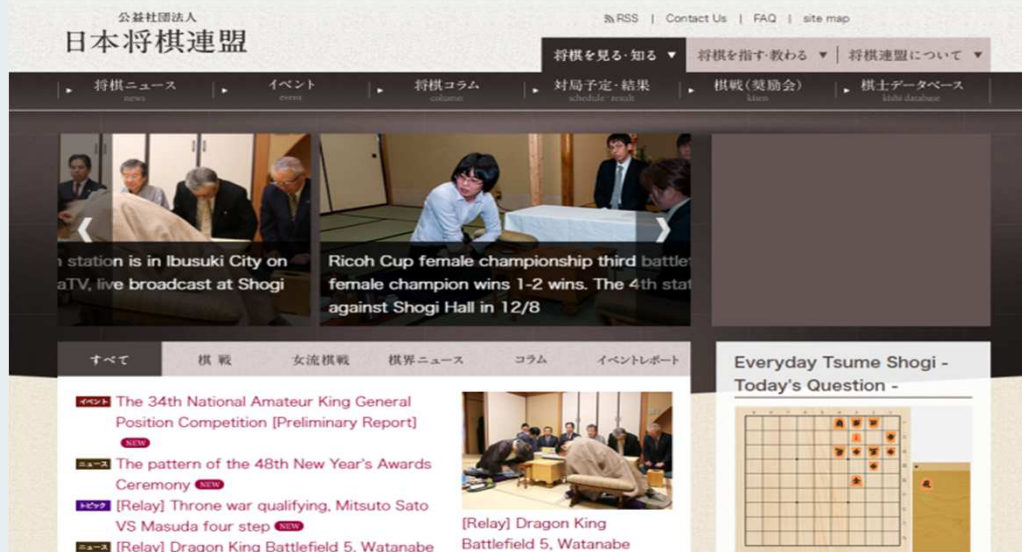 公益社団法人
日本将棋連盟
RSS | Contact Us | FAQ | site map
将棋を見る・知る ▼ 将棋を指す・教わる ▼ 将棋連盟について ▼
将棋ニュース イベント 将棋コラム 対局予定・結果 棋戦(奨励会) 棋士データベース
news event column schedule・result kisen kishi database
station is in Ibusuki City on
aTV, live broadcast at Shogi
Ricoh Cup female championship third battle
female champion wins 1-2 wins. The 4th stat
against Shogi Hall in 12/8
すべて 棋戦 女流棋戦 棋界ニュース コラム イベントレポート
イベント The 34th National Amateur King General
Position Competition [Preliminary Report]
NEW
ニュース The pattern of the 48th New Year's Awards
Ceremony NEW
トピック [Relay] Throne war qualifying, Mitsuto Sato
VS Masuda four step NEW
ニュース [Relay] Dragon King Battlefield 5, Watanabe
[Relay] Dragon King
Battlefield 5, Watanabe
Everyday Tsume Shogi -
Today's Question -